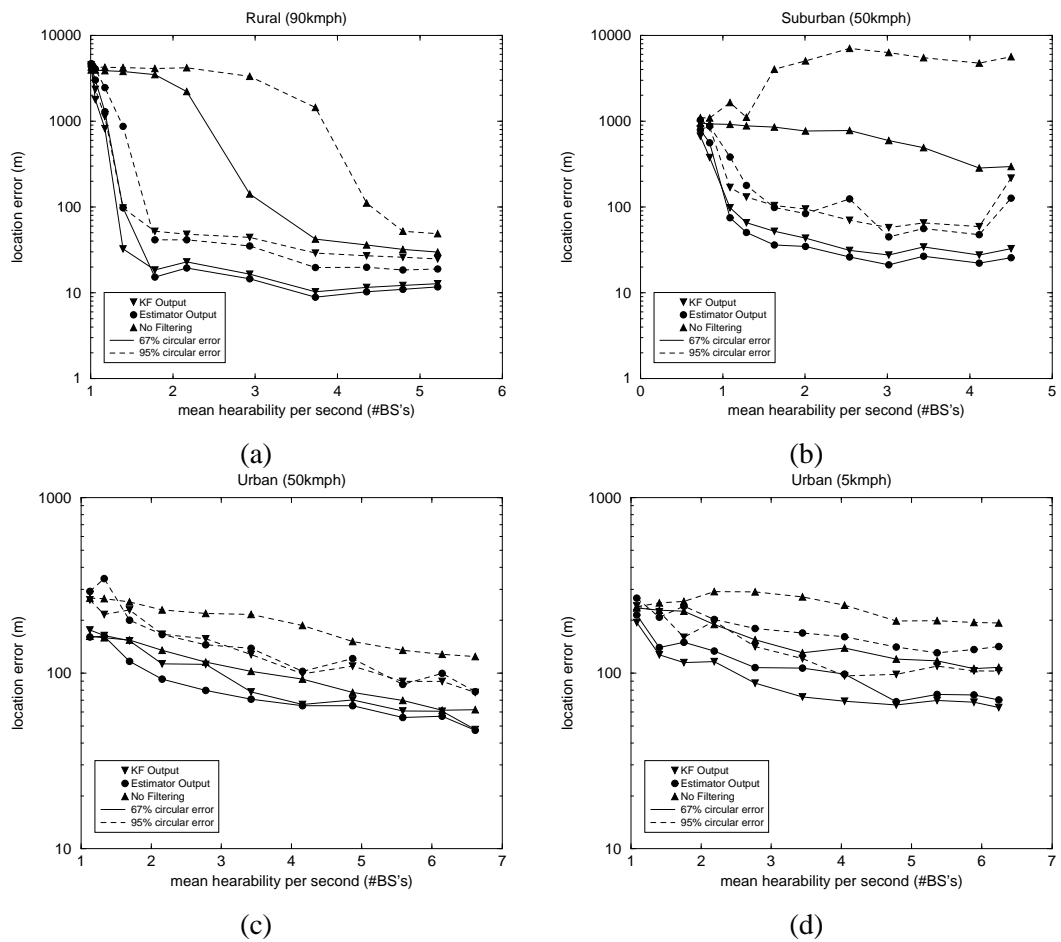 Rural (90kmph)
10000
1000
100
10
1
location error (m)
KF Output
Estimator Output
No Filtering
67% circular error
95% circular error
1 2 3 4 5 6
mean hearability per second (#BS's)
(a)
Suburban (50kmph)
10000
1000
100
10
1
location error (m)
KF Output
Estimator Output
No Filtering
67% circular error
95% circular error
0 1 2 3 4 5
mean hearability per second (#BS's)
(b)
Urban (50kmph)
1000
100
10
location error (m)
KF Output
Estimator Output
No Filtering
67% circular error
95% circular error
1 2 3 4 5 6 7
mean hearability per second (#BS's)
(c)
Urban (5kmph)
1000
100
10
location error (m)
KF Output
Estimator Output
No Filtering
67% circular error
95% circular error
1 2 3 4 5 6 7
mean hearability per second (#BS's)
(d)